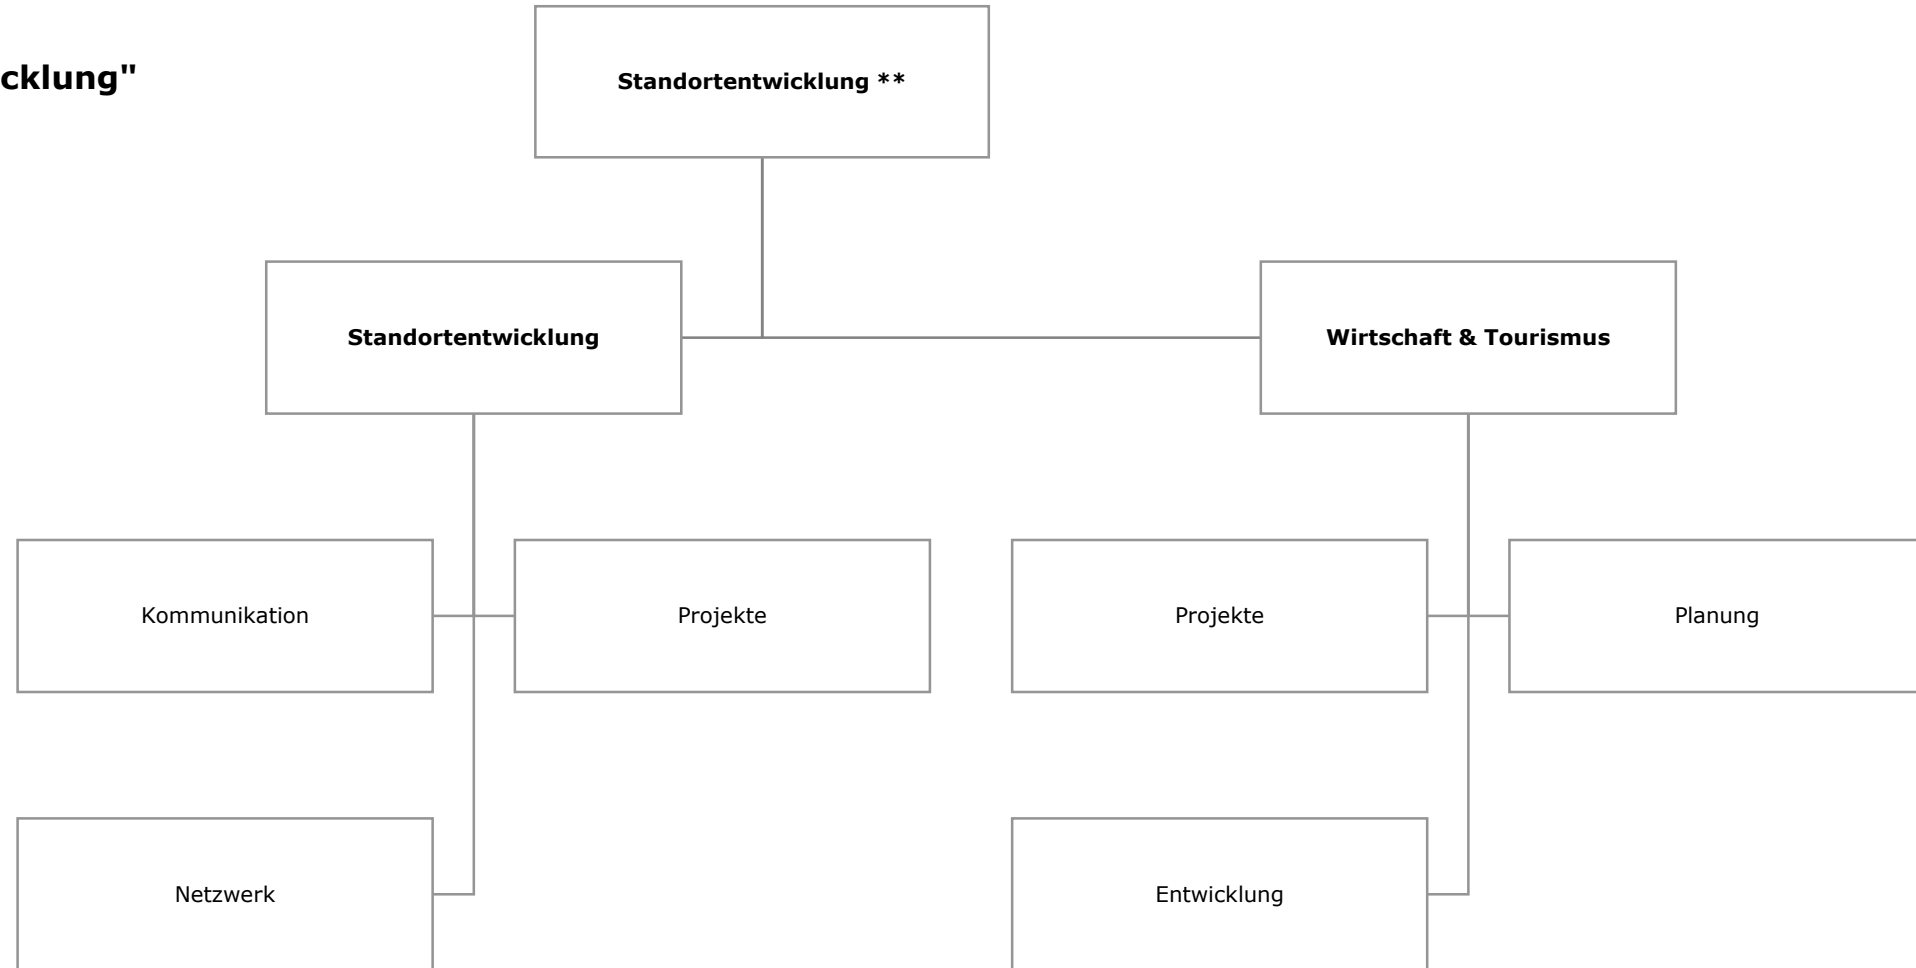 cklung"
Standortentwicklung **
Standortentwicklung
Wirtschaft & Tourismus
Kommunikation
Projekte
Projekte
Planung
Netzwerk
Entwicklung